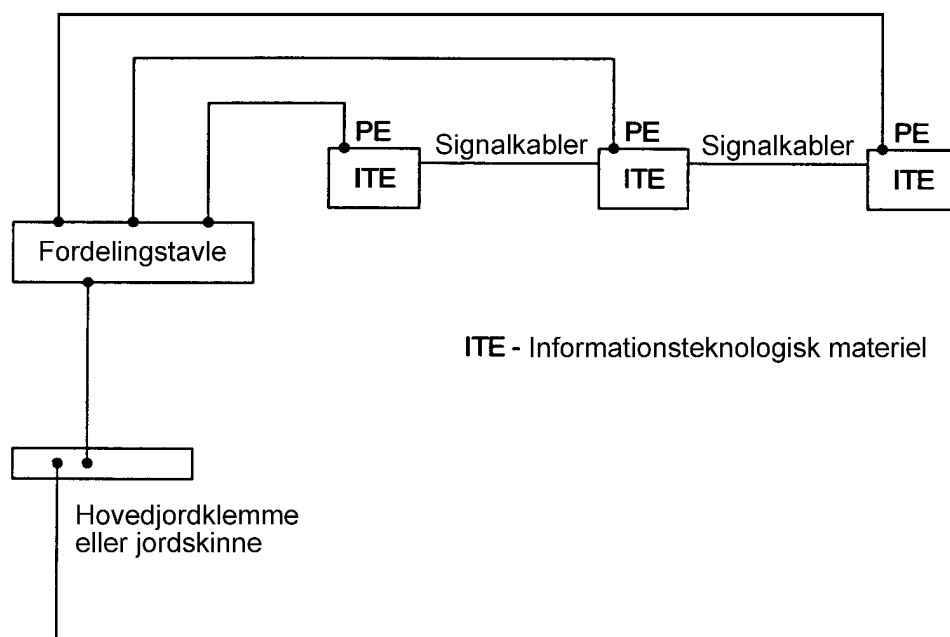 PE
PE
PE
Signalkabler
Signalkabler
ITE
ITE
ITE
Fordelingstavle
ITE - Informationsteknologisk materiel
Hovedjordklemme
eller jordskinne